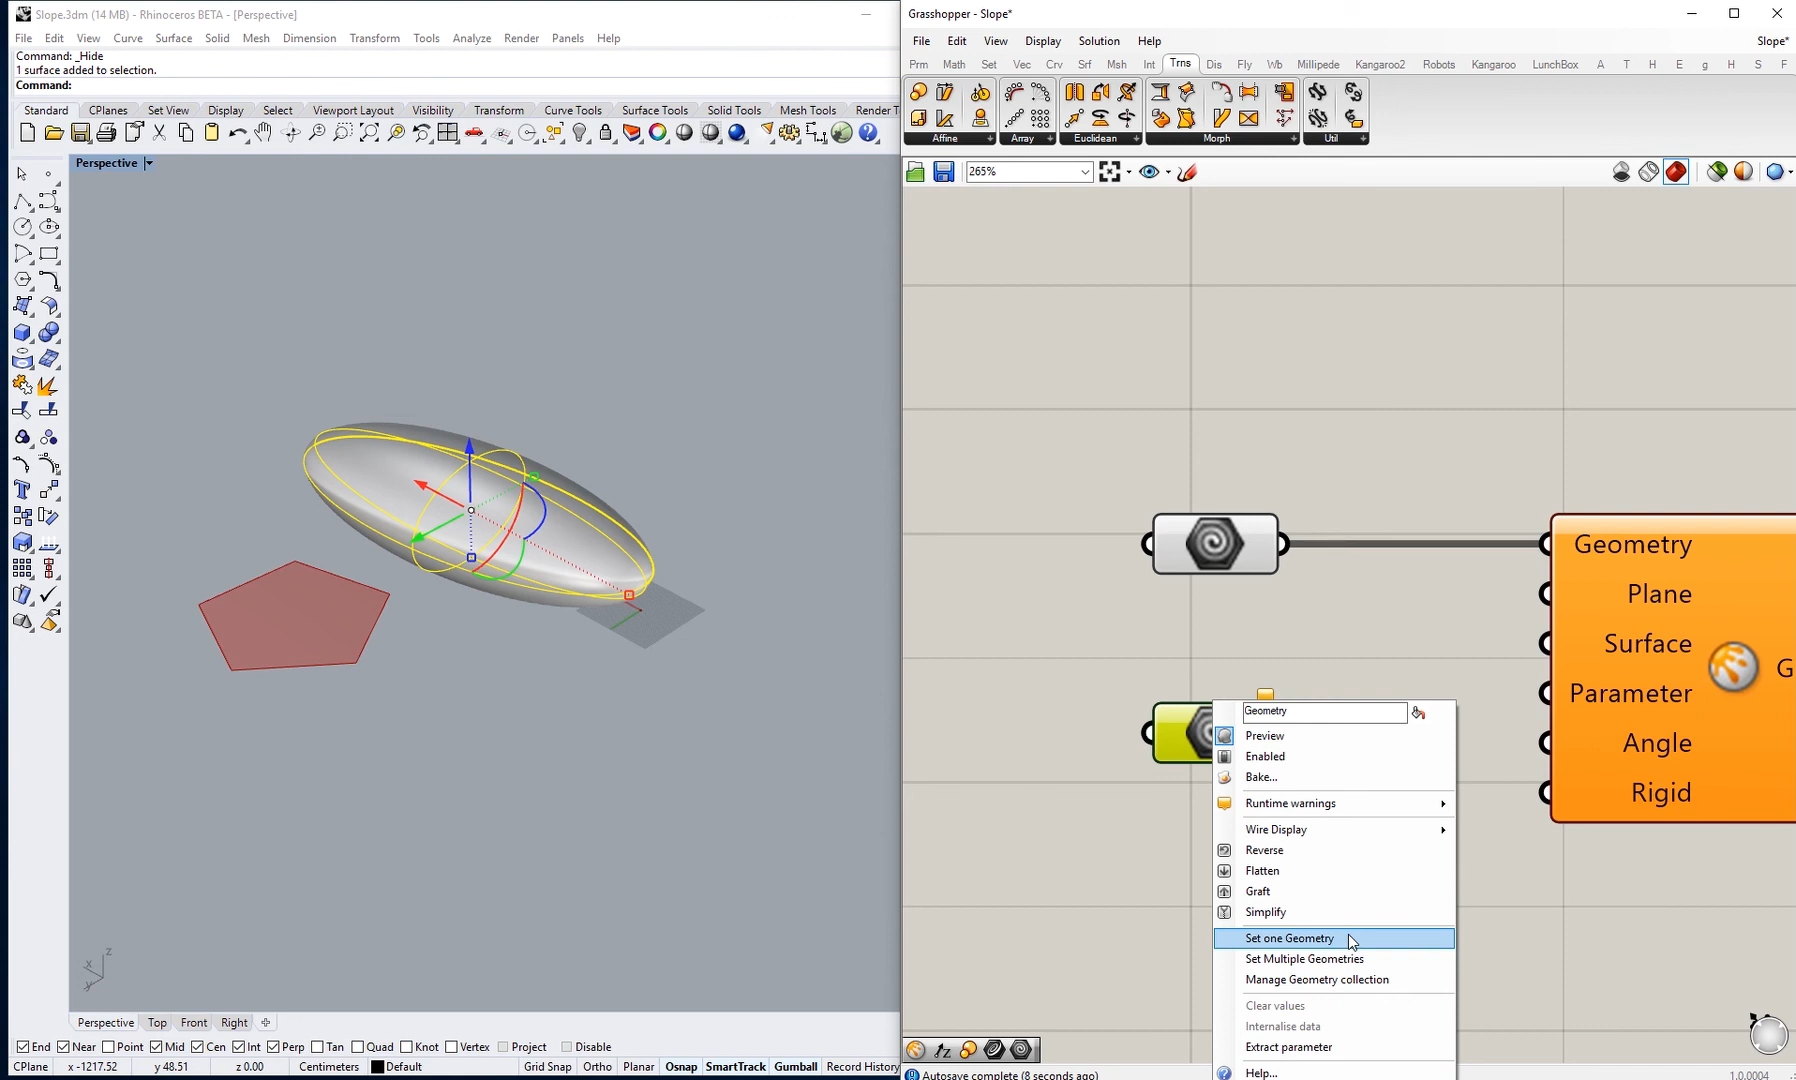 Slope.3dm (14 MB) - Rhinoceros BETA - [Perspective]
File Edit View Curve Surface Solid Mesh Dimension Transform Tools Analyze Render Panels Help
Command: _Hide
1 surface added to selection.
Command:
Standard CPlanes Set View Display Select Viewport Layout Visibility Transform Curve Tools Surface Tools Solid Tools Mesh Tools Render T
Perspective
z
x
y
Perspective Top Front Right
End Near Point Mid Cen Int Perp Tan Quad Knot Vertex Project Disable
CPlane x -1217.52 y 48.51 z 0.00 Centimeters Default Grid Snap Ortho Planar Osnap SmartTrack Gumball Record History
Grasshopper - Slope*
File Edit View Display Solution Help Slope*
Prm Math Set Vec Crv Srf Msh Int Trns Dis Fly Wb Millipede Kangaroo2 Robots Kangaroo LunchBox A T H E g H S F
Affine Array Euclidean Morph Util
265%
Geometry
Plane
Surface
Parameter
Angle
Rigid
G
Geometry
Preview
Enabled
Bake...
Runtime warnings
Wire Display
Reverse
Flatten
Graft
Simplify
Set one Geometry
Set Multiple Geometries
Manage Geometry collection
Clear values
Internalise data
Extract parameter
Help...
Autosave complete (8 seconds ago)
1.0.0004